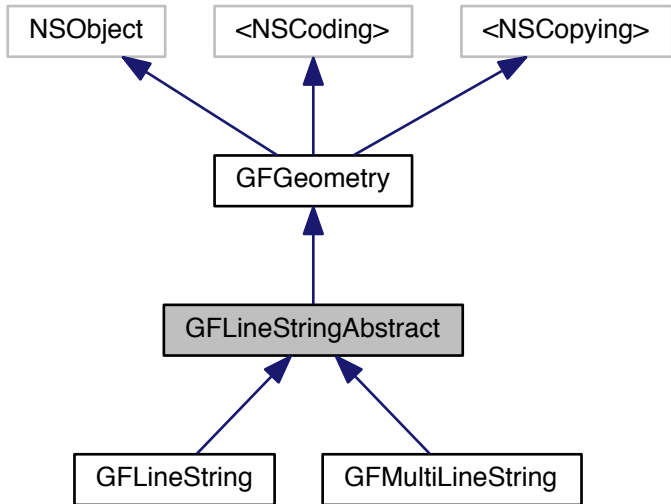 NSObject
<NSCoding>
<NSCopying>
GFGeometry
GFLineStringAbstract
GFLineString
GFMultiLineString